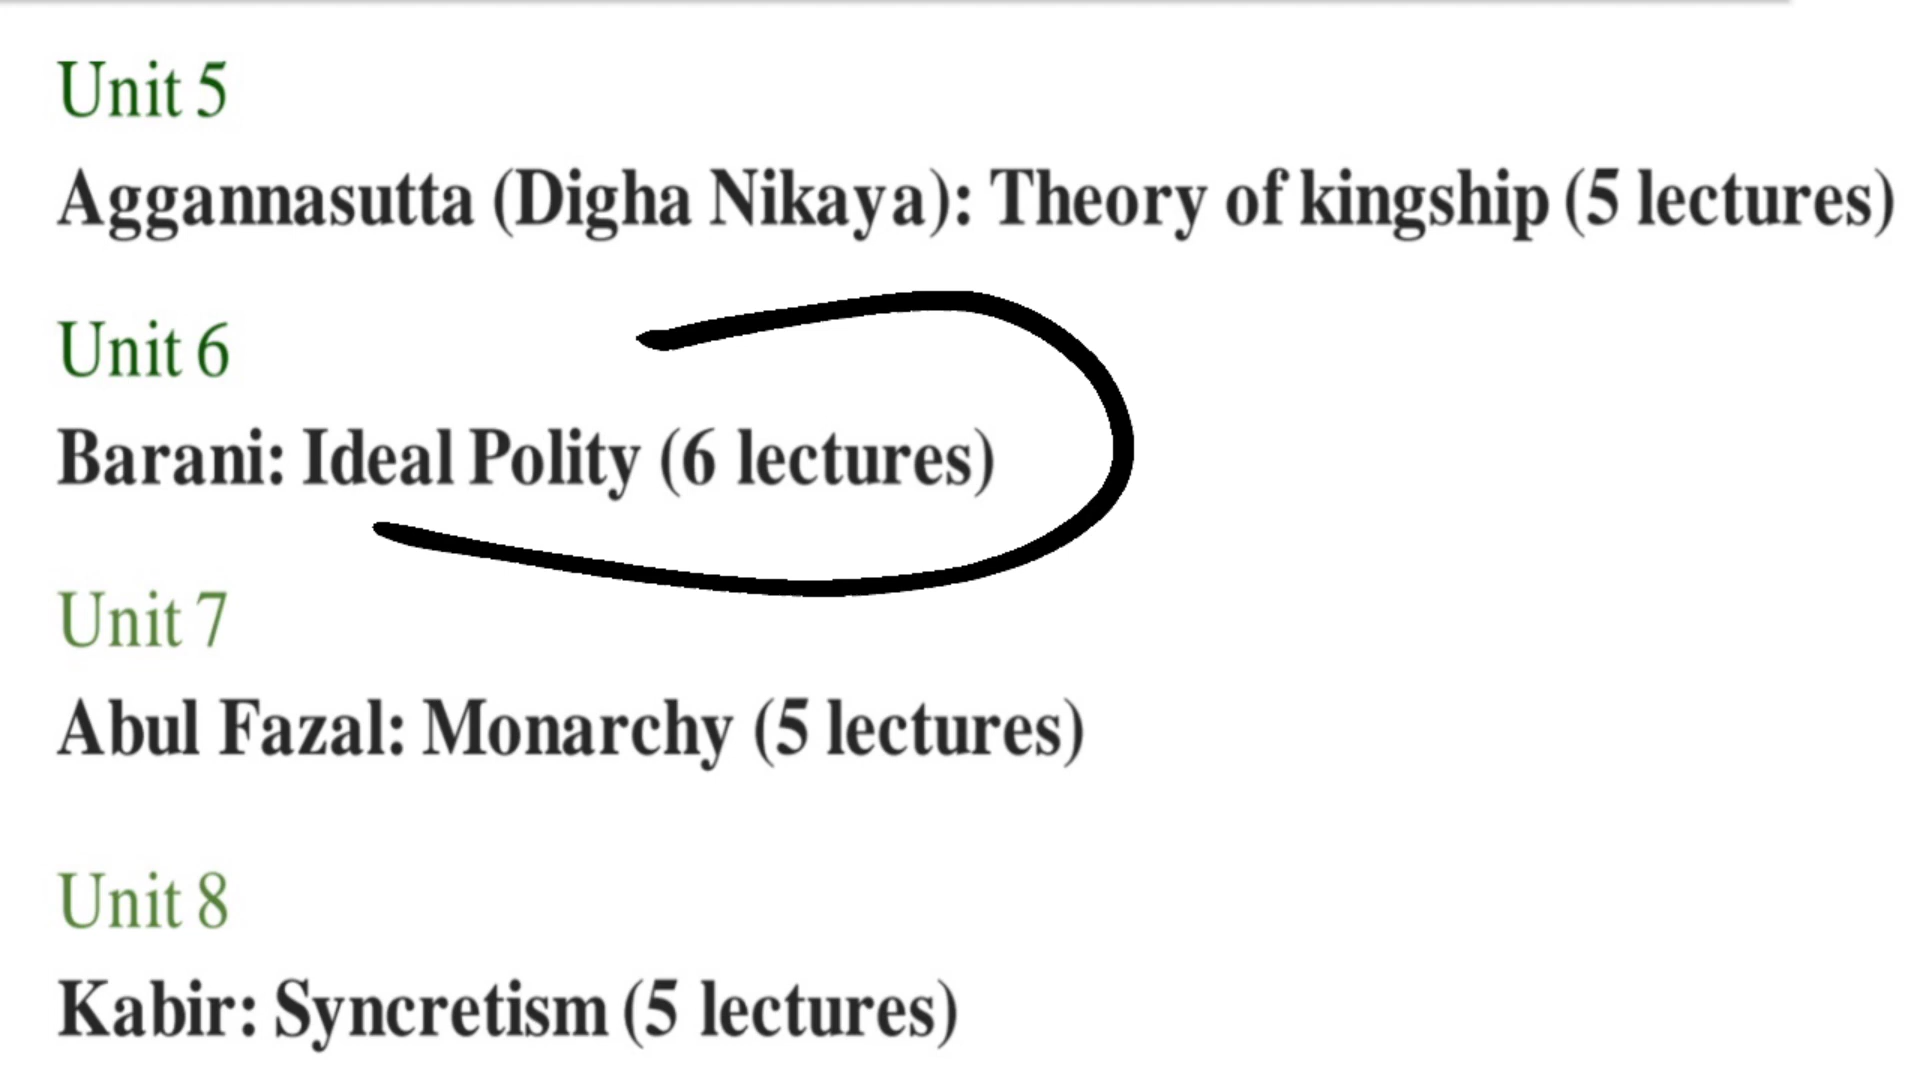 Unit 5
Aggannasutta (Digha Nikaya): Theory of kingship (5 lectures)
Unit 6
Barani: Ideal Polity (6 lectures)
Unit 7
Abul Fazal: Monarchy (5 lectures)
Unit 8
Kabir: Syncretism (5 lectures)